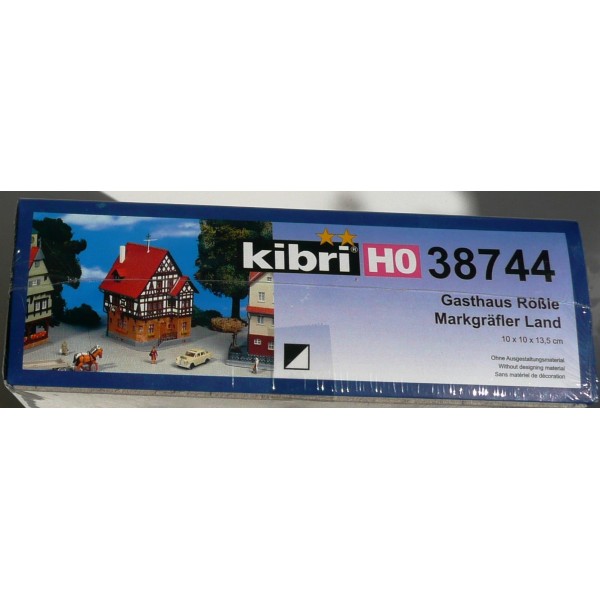 kibri H0 38744
Gasthaus Rößle
Markgräfler Land
10 x 10 x 13,5 cm
Ohne Ausgestaltungsmaterial
Without designing material
Sans matériel de décoration